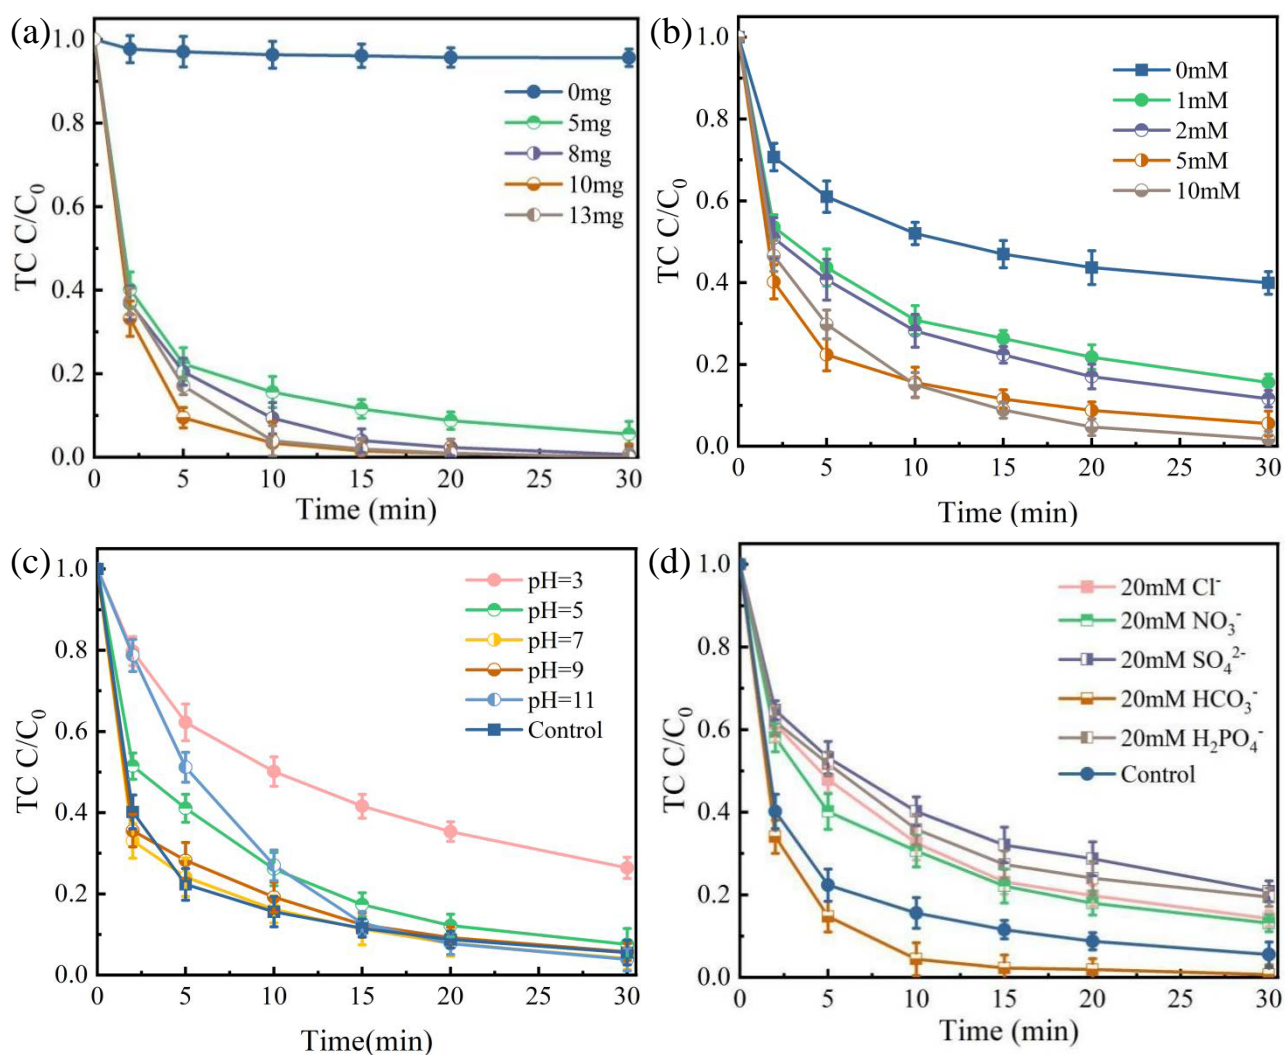 (a)
TC C/C₀
1.0
0.8
0.6
0.4
0.2
0.0
0mg
5mg
8mg
10mg
13mg
0 5 10 15 20 25 30
Time (min)
(b)
TC C/C₀
1.0
0.8
0.6
0.4
0.2
0.0
0mM
1mM
2mM
5mM
10mM
0 5 10 15 20 25 30
Time (min)
(c)
TC C/C₀
1.0
0.8
0.6
0.4
0.2
0.0
pH=3
pH=5
pH=7
pH=9
pH=11
Control
0 5 10 15 20 25 30
Time(min)
(d)
TC C/C₀
1.0
0.8
0.6
0.4
0.2
0.0
20mM Cl⁻
20mM NO₃⁻
20mM SO₄²⁻
20mM HCO₃⁻
20mM H₂PO₄⁻
Control
0 5 10 15 20 25 30
Time (min)